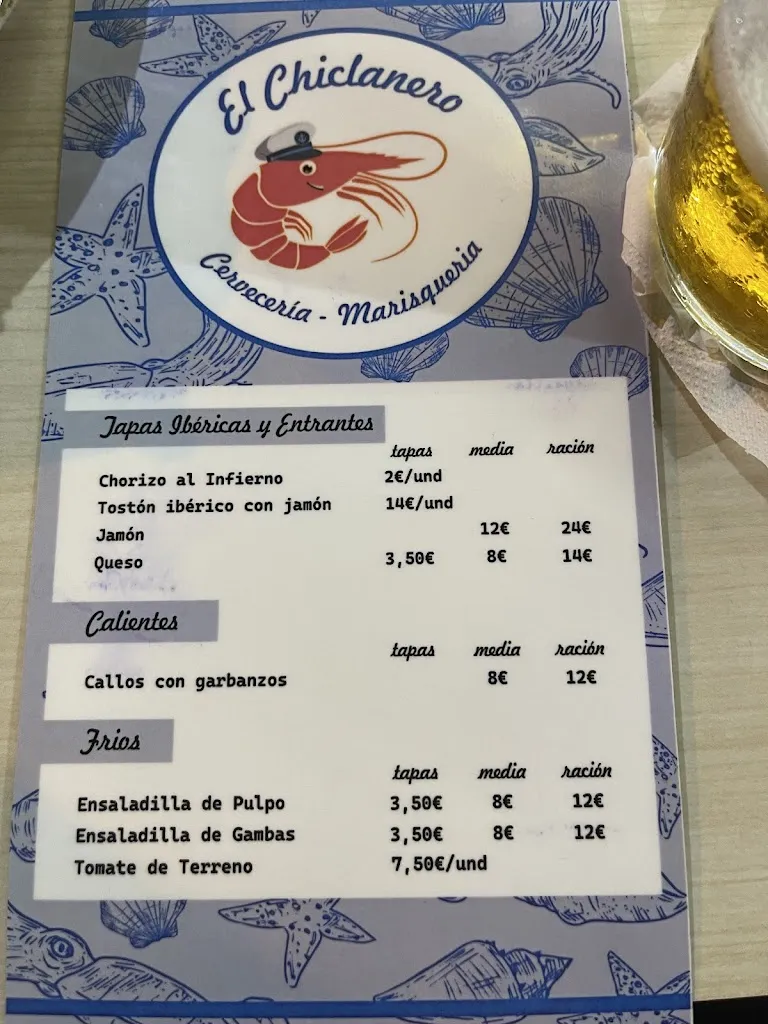 El Chiclanero
Cervecería - Marisquería
Tapas Ibéricas y Entrantes
tapas media ración
Chorizo al Infierno 2€/und
Tostón ibérico con jamón 14€/und
Jamón 12€ 24€
Queso 3,50€ 8€ 14€
Calientes
tapas media ración
Callos con garbanzos 8€ 12€
Frios
tapas media ración
Ensaladilla de Pulpo 3,50€ 8€ 12€
Ensaladilla de Gambas 3,50€ 8€ 12€
Tomate de Terreno 7,50€/und